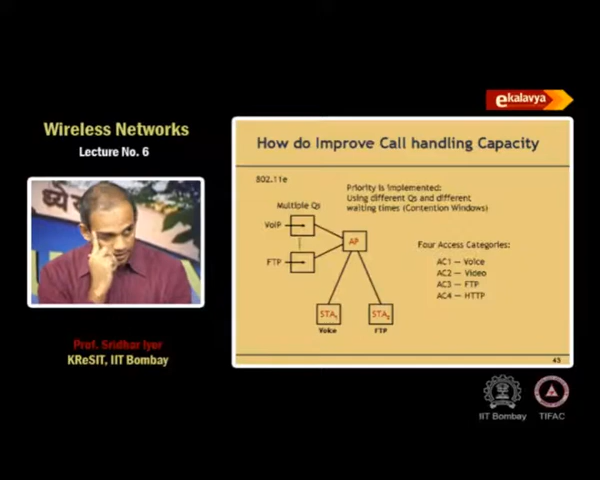 ekalavya
Wireless Networks
Lecture No. 6
ध्येय
Prof. Sridhar Iyer
KReSIT, IIT Bombay
How do Improve Call handling Capacity
802.11e
Priority is implemented:
Using different Qs and different
waiting times (Contention Windows)
Multiple Qs
VoIP
FTP
AP
STA1
STA2
Voice
FTP
Four Access Categories:
AC1 — Voice
AC2 — Video
AC3 — FTP
AC4 — HTTP
45
IIT Bombay
TIFAC